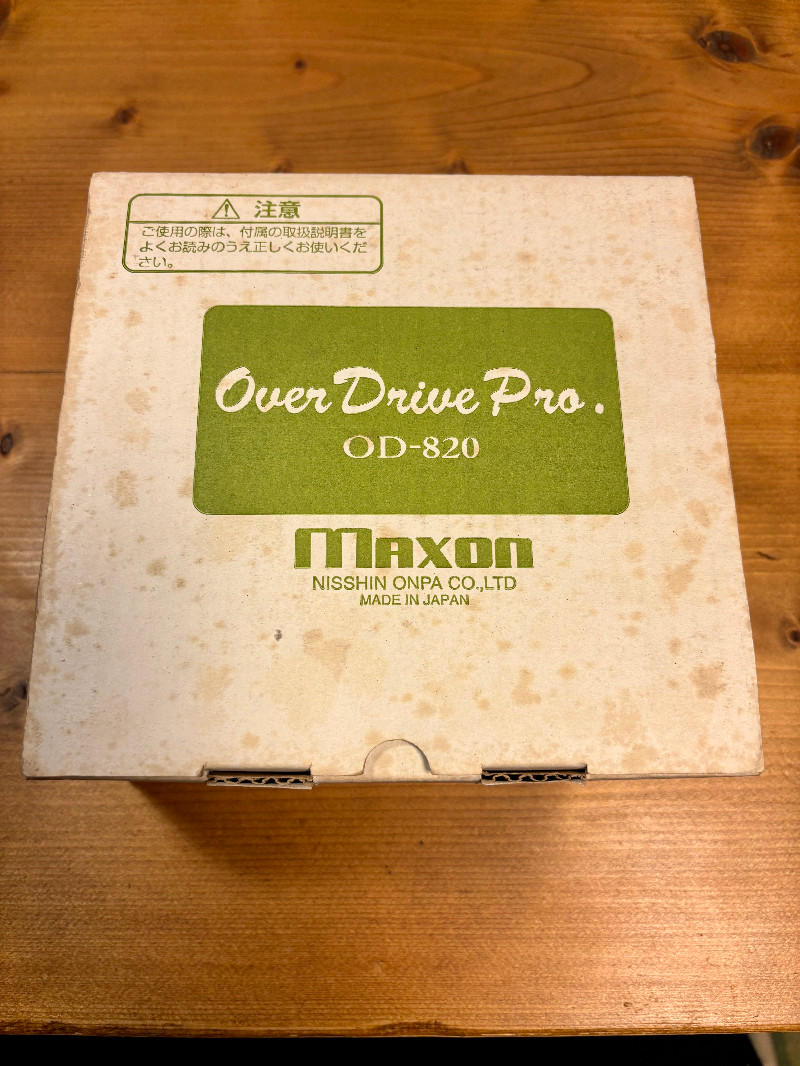 注意
ご使用の際は、付属の取扱説明書を
よくお読みのうえ正しくお使いくだ
さい。
Over Drive Pro.
OD-820
maxon
NISSHIN ONPA CO.,LTD
MADE IN JAPAN